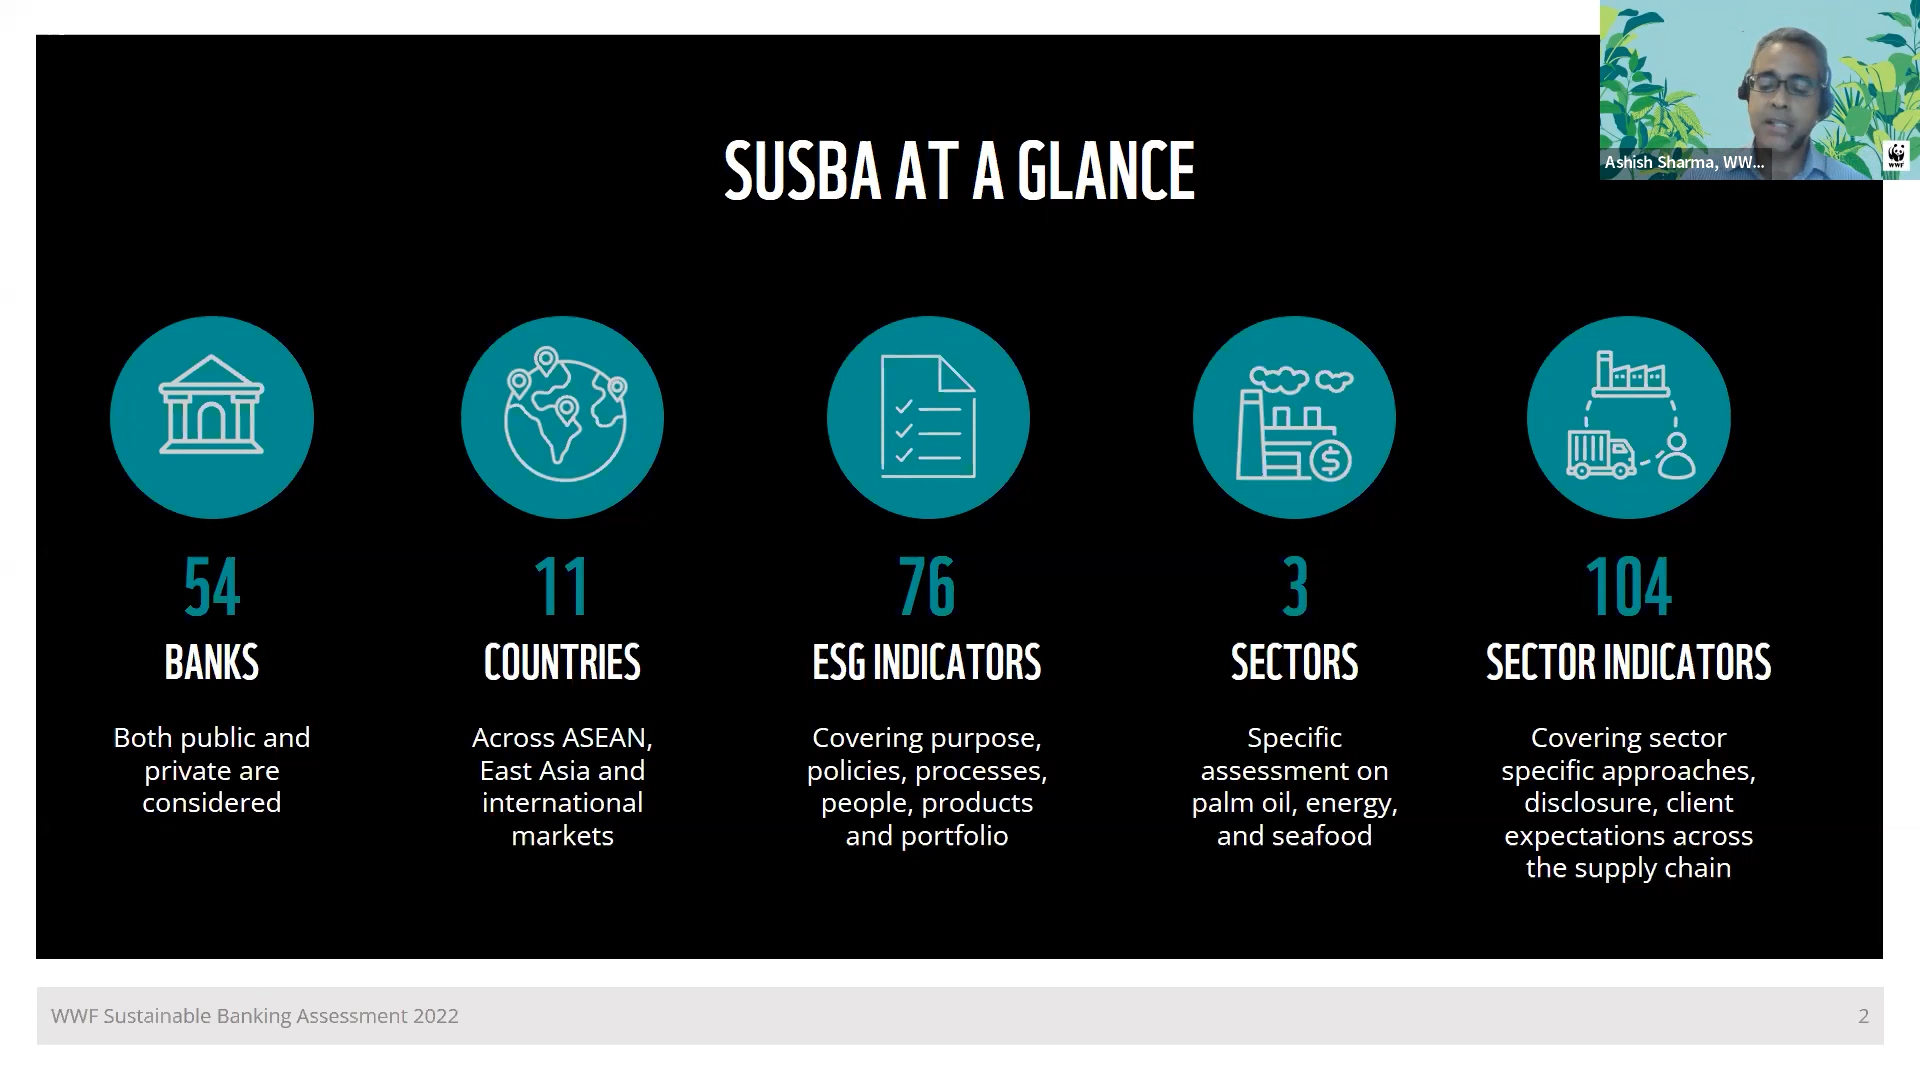 SUSBA AT A GLANCE
Ashish Sharma, WW...
WWF
$
54
BANKS
Both public and
private are
considered
11
COUNTRIES
Across ASEAN,
East Asia and
international
markets
76
ESG INDICATORS
Covering purpose,
policies, processes,
people, products
and portfolio
3
SECTORS
Specific
assessment on
palm oil, energy,
and seafood
104
SECTOR INDICATORS
Covering sector
specific approaches,
disclosure, client
expectations across
the supply chain
WWF Sustainable Banking Assessment 2022
2